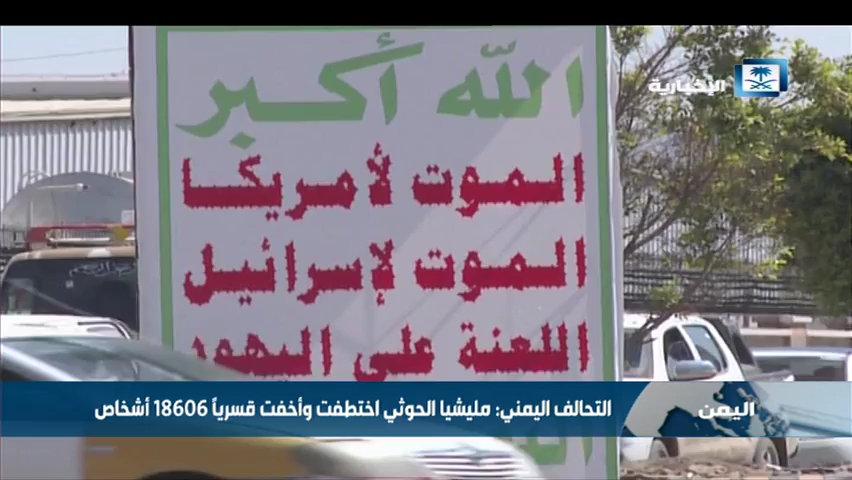 الإخبارية
الله أكبر
الموت لأمريكا
الموت لإسرائيل
اللعنة على اليهود
اليمن
التحالف اليمني: مليشيا الحوثي اختطفت وأخفت قسرياً 18606 أشخاص